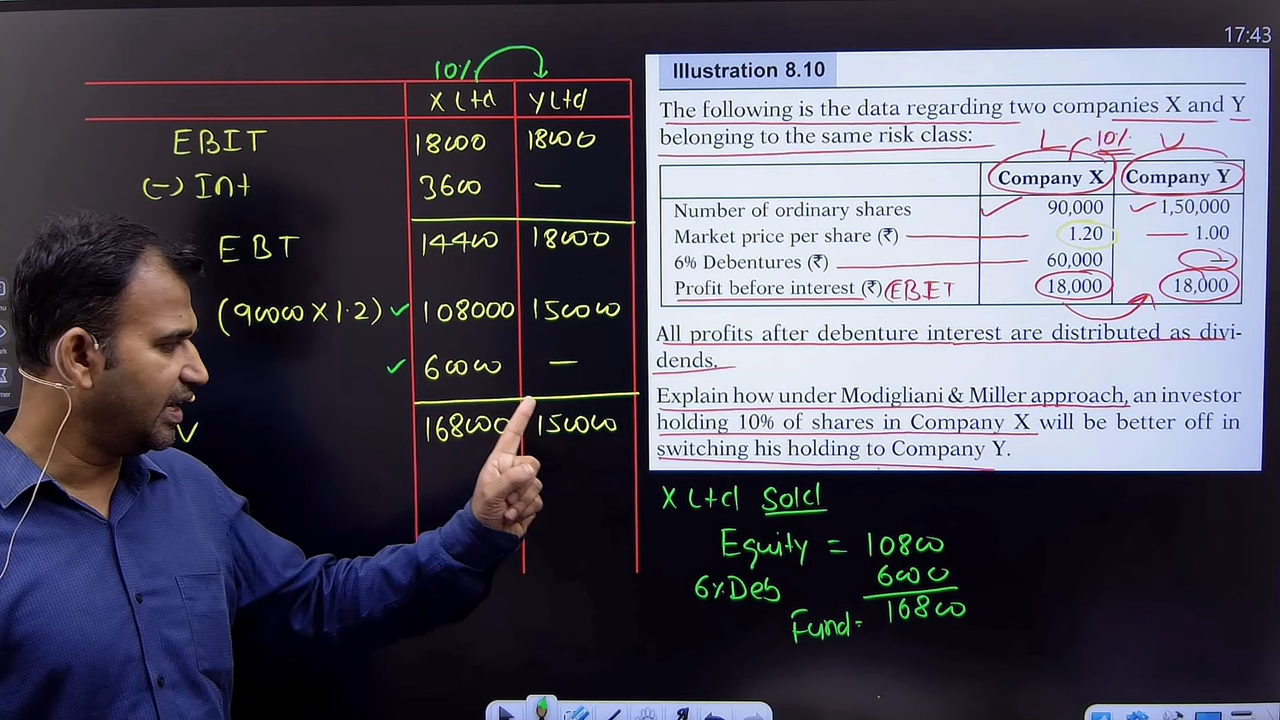 17:43
10%
X Ltd Y Ltd
EBIT 18000 18000
(-) Int 3600 —
EBT 14400 18000
(90000 X 1.2) ✓ 108000 150000
✓ 60000 —
V 168000 150000
Illustration 8.10
The following is the data regarding two companies X and Y
belonging to the same risk class:
L 10% U
Company X Company Y
Number of ordinary shares 90,000 1,50,000
Market price per share (₹) 1.20 1.00
6% Debentures (₹) 60,000 —
Profit before interest (₹) EBIT 18,000 18,000
All profits after debenture interest are distributed as divi-
dends.
Explain how under Modigliani & Miller approach, an investor
holding 10% of shares in Company X will be better off in
switching his holding to Company Y.
X Ltd Sold
Equity = 10800
6% Deb 6000
Fund = 16800